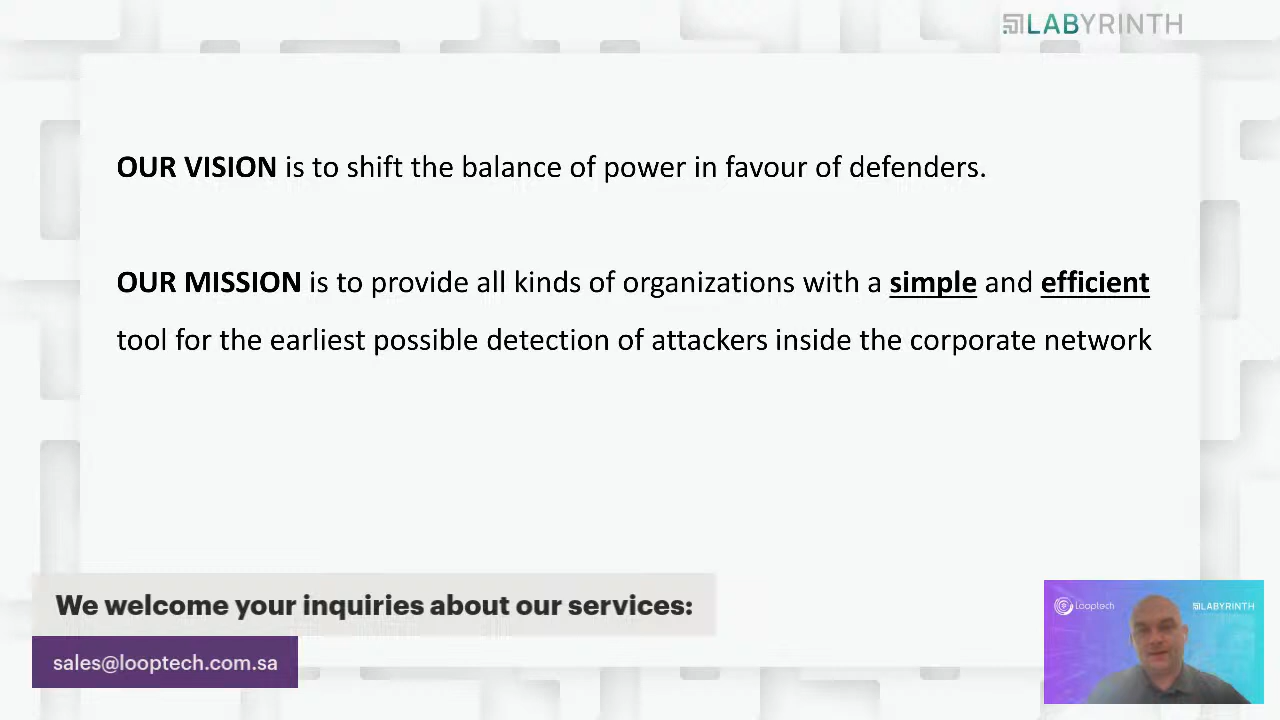 LABYRINTH
OUR VISION is to shift the balance of power in favour of defenders.
OUR MISSION is to provide all kinds of organizations with a simple and efficient
tool for the earliest possible detection of attackers inside the corporate network
We welcome your inquiries about our services:
sales@looptech.com.sa
Looptech
LABYRINTH